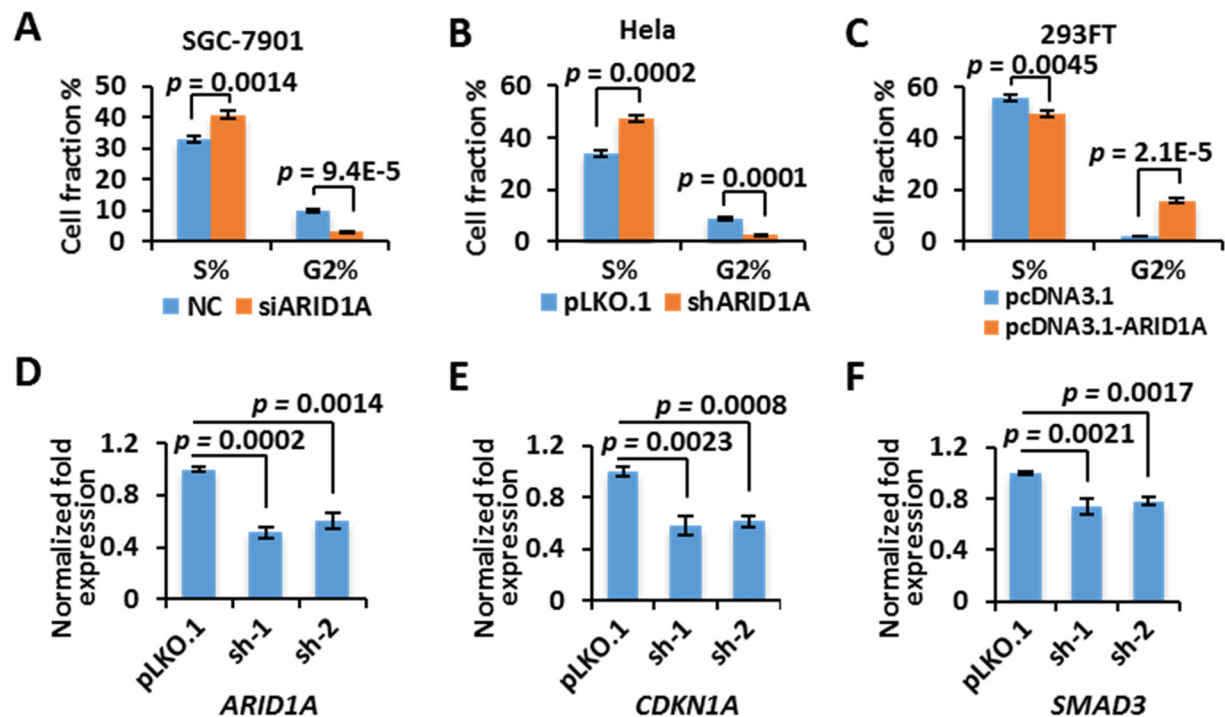 A
SGC-7901
Cell fraction %
50
40
30
20
10
0
p = 0.0014
p = 9.4E-5
S%
G2%
NC
siARID1A
B
Hela
Cell fraction %
60
40
20
0
p = 0.0002
p = 0.0001
S%
G2%
pLKO.1
shARID1A
C
293FT
Cell fraction %
60
40
20
0
p = 0.0045
p = 2.1E-5
S%
G2%
pcDNA3.1
pcDNA3.1-ARID1A
D
Normalized fold
expression
1.2
0.8
0.4
0
p = 0.0014
p = 0.0002
pLKO.1
sh-1
sh-2
ARID1A
E
Normalized fold
expression
1.2
0.8
0.4
0
p = 0.0008
p = 0.0023
pLKO.1
sh-1
sh-2
CDKN1A
F
Normalized fold
expression
1.2
0.8
0.4
0
p = 0.0017
p = 0.0021
pLKO.1
sh-1
sh-2
SMAD3